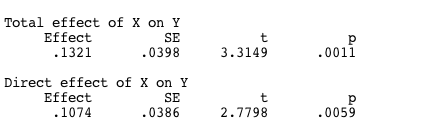 Total effect of X on Y
Effect SE t p
.1321 .0398 3.3149 .0011
Direct effect of X on Y
Effect SE t p
.1074 .0386 2.7798 .0059